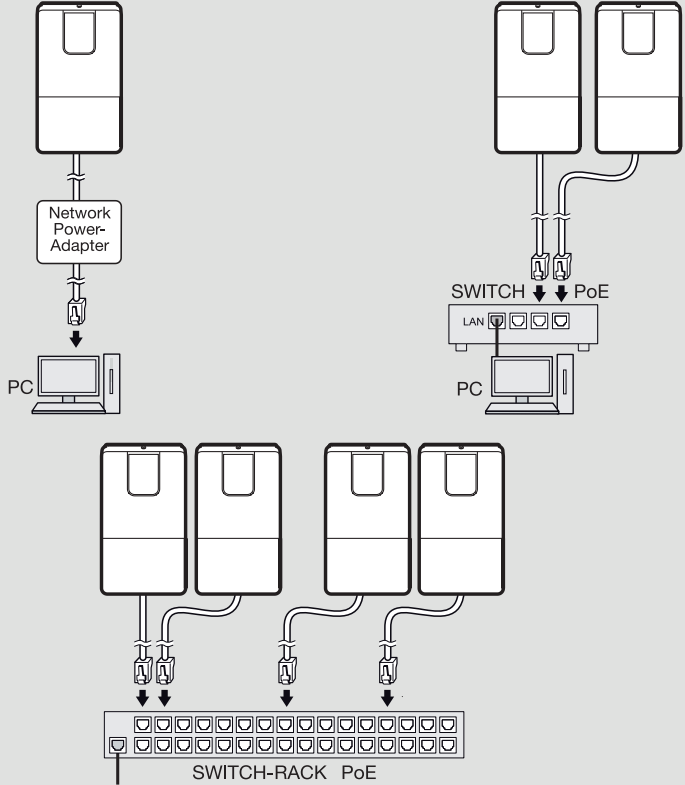 Network
Power-
Adapter
PC
SWITCH PoE
LAN
PC
SWITCH-RACK PoE